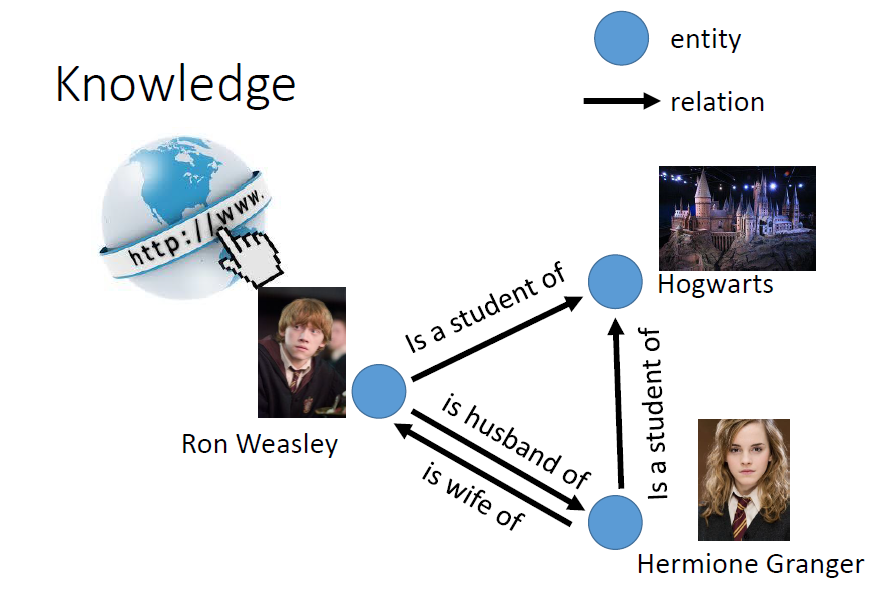 Knowledge
entity
relation
http://www.
Hogwarts
Is a student of
Ron Weasley
is husband of
is wife of
Is a student of
Hermione Granger